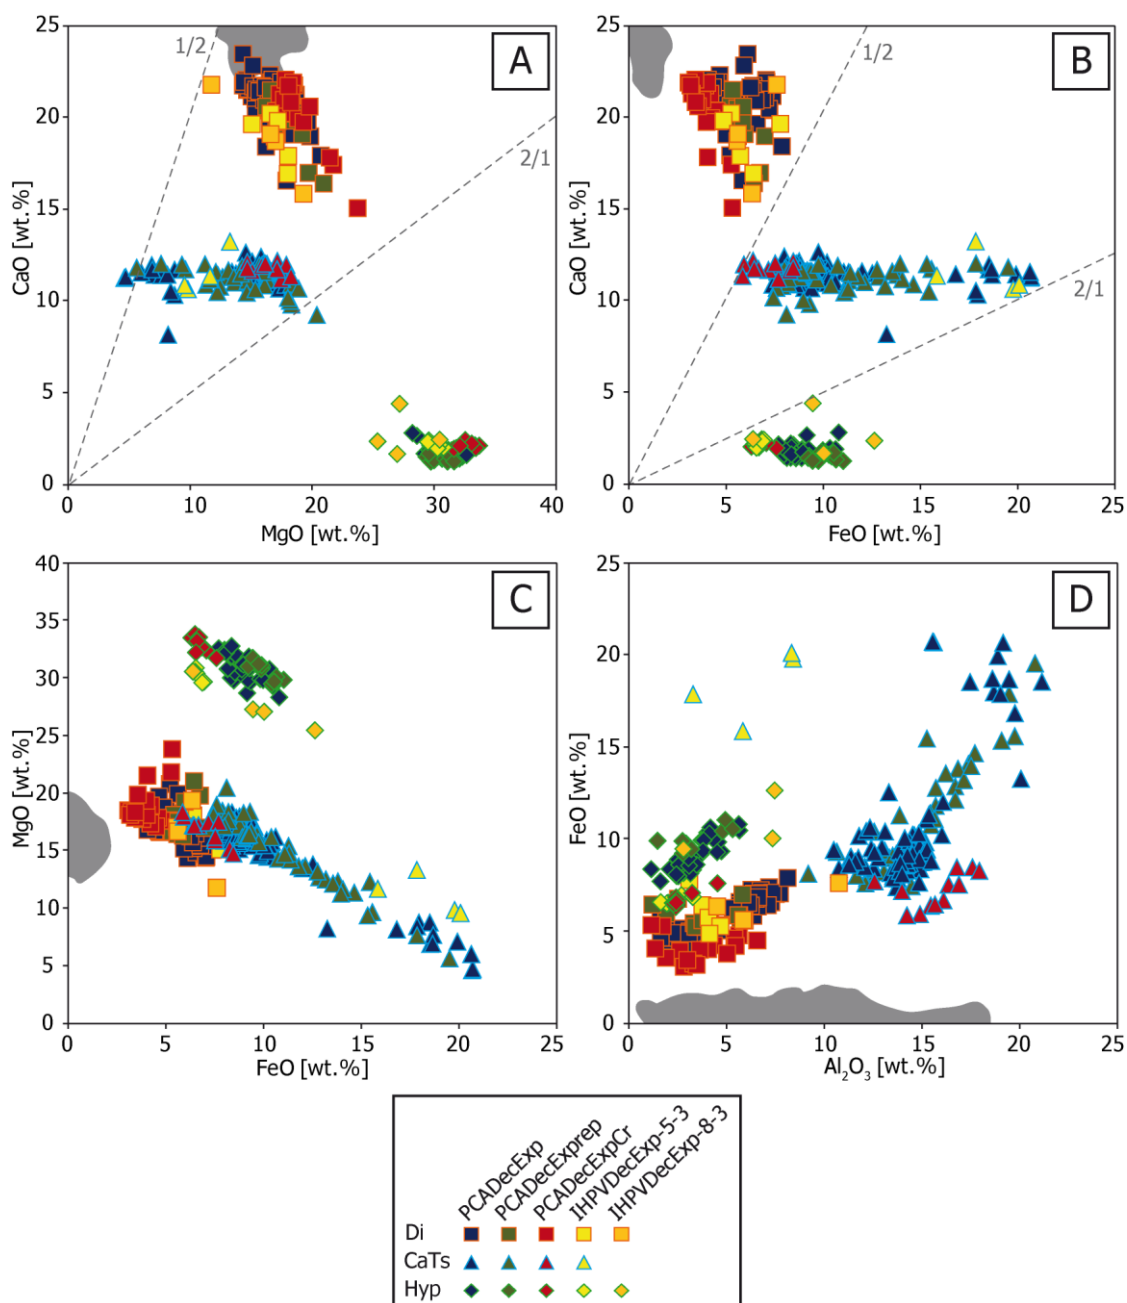 A
25
20
15
10
5
0
CaO [wt.%]
1/2
2/1
0 10 20 30 40
MgO [wt.%]
B
25
20
15
10
5
0
CaO [wt.%]
1/2
2/1
0 5 10 15 20 25
FeO [wt.%]
C
40
35
30
25
20
15
10
5
0
MgO [wt.%]
0 5 10 15 20 25
FeO [wt.%]
D
25
20
15
10
5
0
FeO [wt.%]
0 5 10 15 20 25
Al₂O₃ [wt.%]
PCADecExp
PCADecExprep
PCADecExpCr
IHPVDecExp-5-3
IHPVDecExp-8-3
Di
CaTs
Hyp